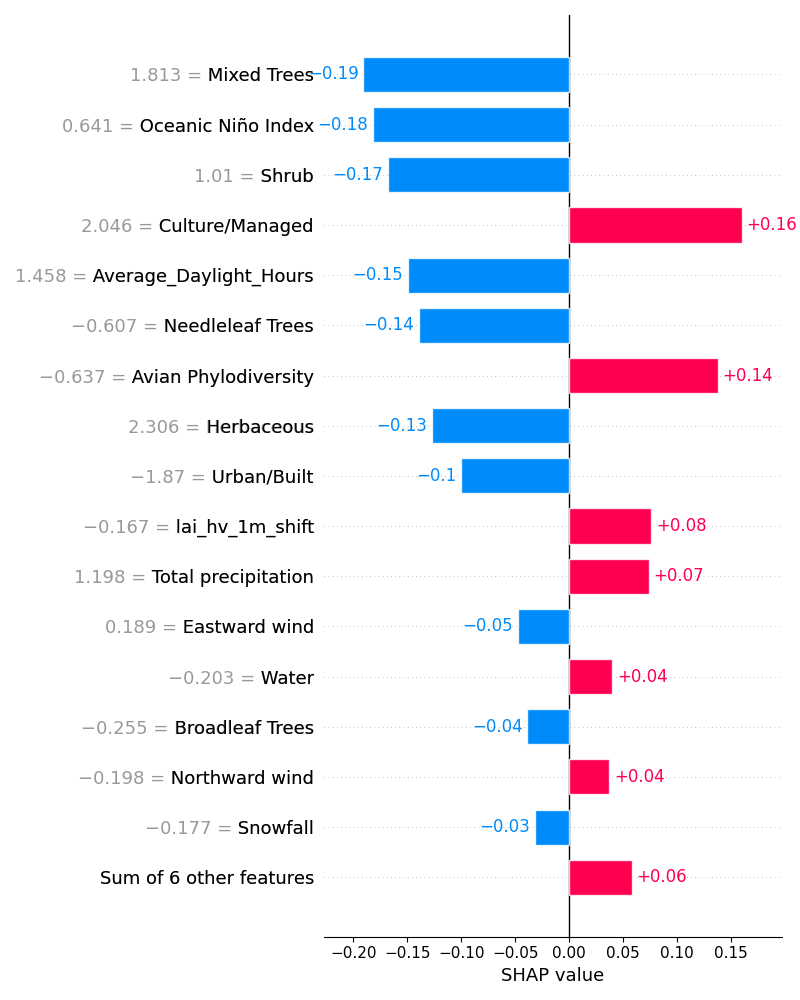 1.813 = Mixed Trees −0.19
0.641 = Oceanic Niño Index −0.18
1.01 = Shrub −0.17
2.046 = Culture/Managed +0.16
1.458 = Average_Daylight_Hours −0.15
−0.607 = Needleleaf Trees −0.14
−0.637 = Avian Phylodiversity +0.14
2.306 = Herbaceous −0.13
−1.87 = Urban/Built −0.1
−0.167 = lai_hv_1m_shift +0.08
1.198 = Total precipitation +0.07
0.189 = Eastward wind −0.05
−0.203 = Water +0.04
−0.255 = Broadleaf Trees −0.04
−0.198 = Northward wind +0.04
−0.177 = Snowfall −0.03
Sum of 6 other features +0.06
−0.20 −0.15 −0.10 −0.05 0.00 0.05 0.10 0.15
SHAP value